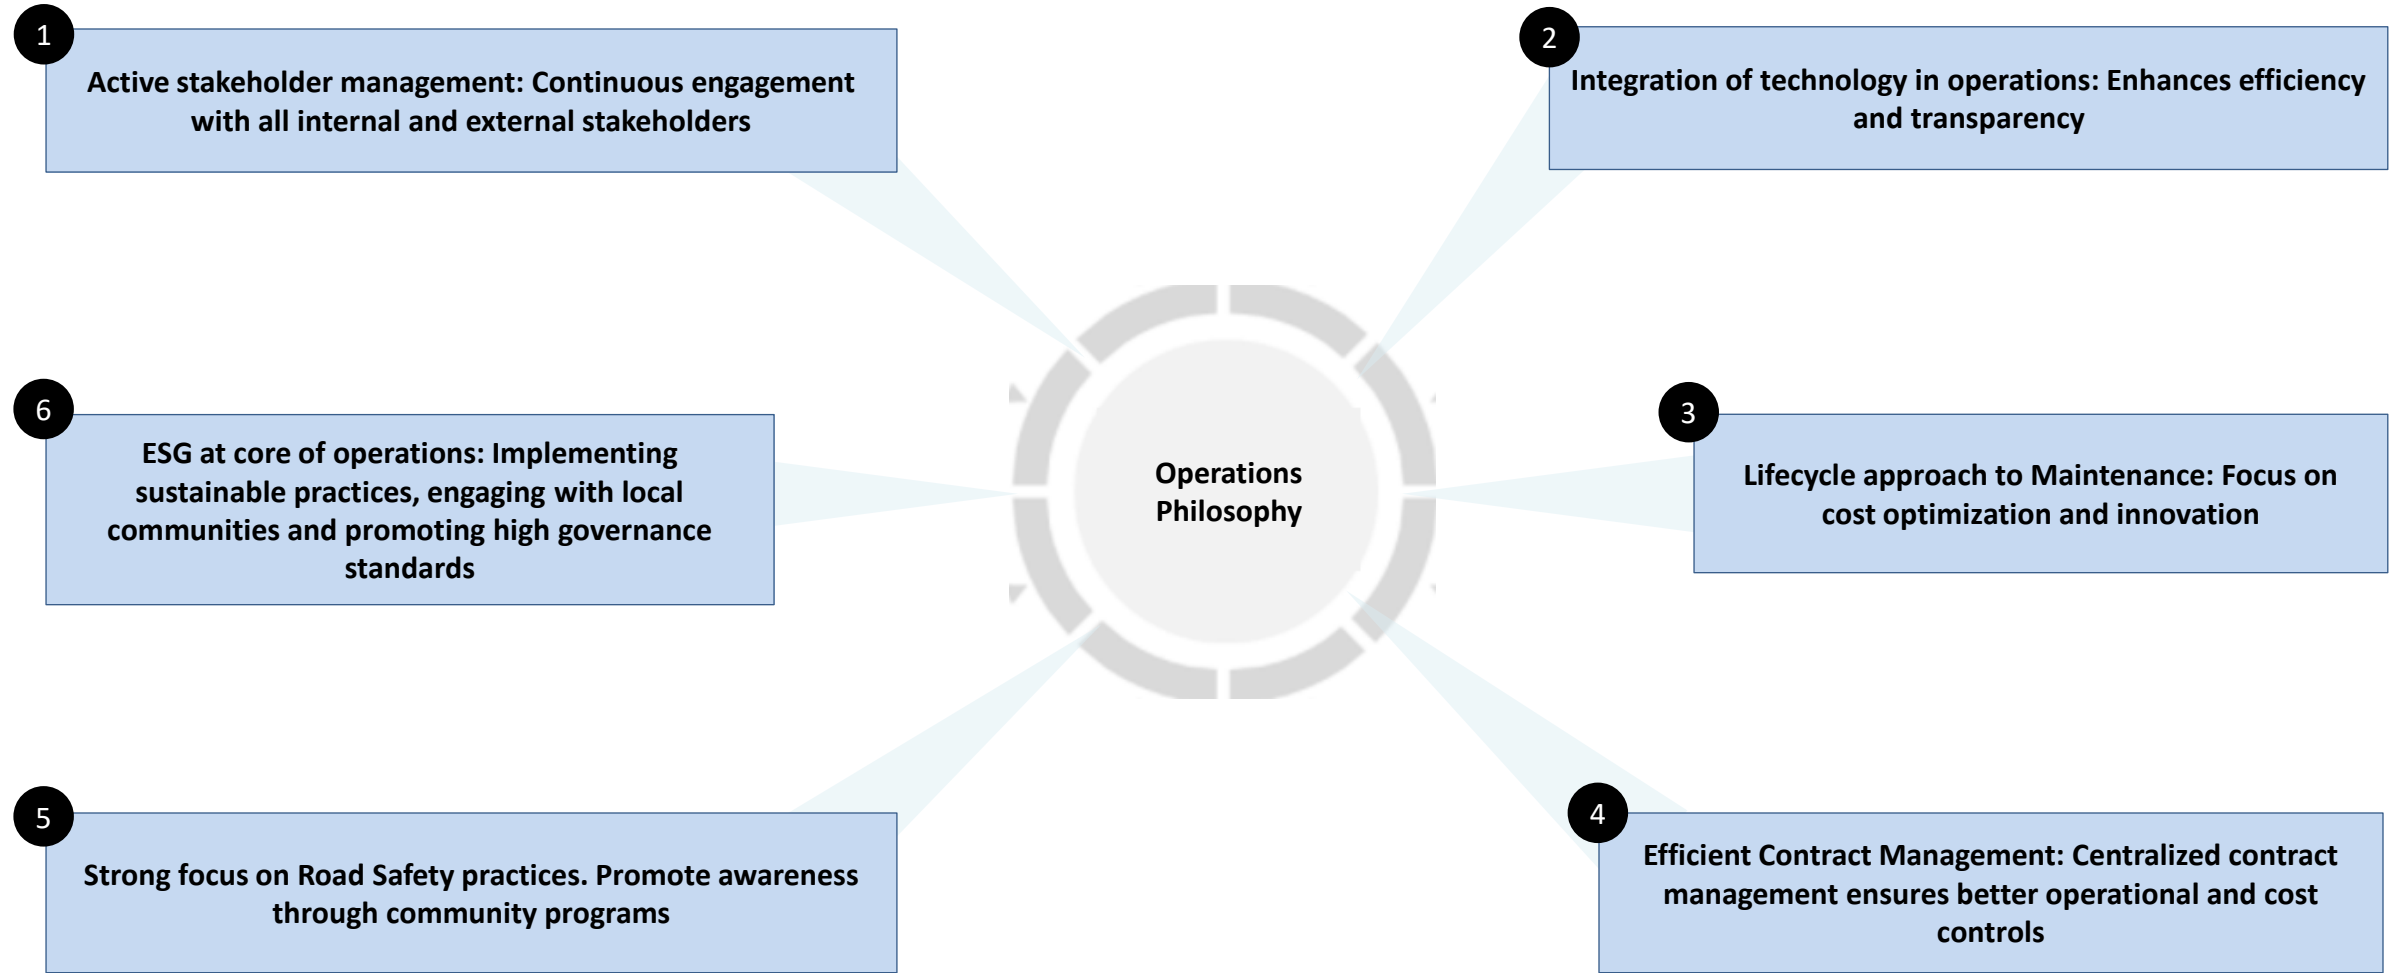 1
Active stakeholder management: Continuous engagement
with all internal and external stakeholders
2
Integration of technology in operations: Enhances efficiency
and transparency
3
Lifecycle approach to Maintenance: Focus on
cost optimization and innovation
4
Efficient Contract Management: Centralized contract
management ensures better operational and cost
controls
5
Strong focus on Road Safety practices. Promote awareness
through community programs
6
ESG at core of operations: Implementing
sustainable practices, engaging with local
communities and promoting high governance
standards
Operations
Philosophy